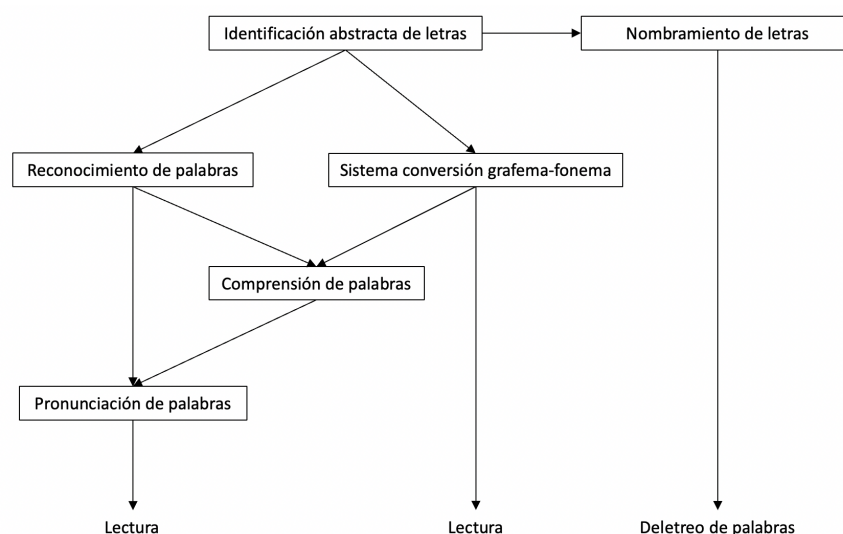 Identificación abstracta de letras
Nombramiento de letras
Reconocimiento de palabras
Sistema conversión grafema-fonema
Comprensión de palabras
Pronunciación de palabras
Lectura
Lectura
Deletreo de palabras